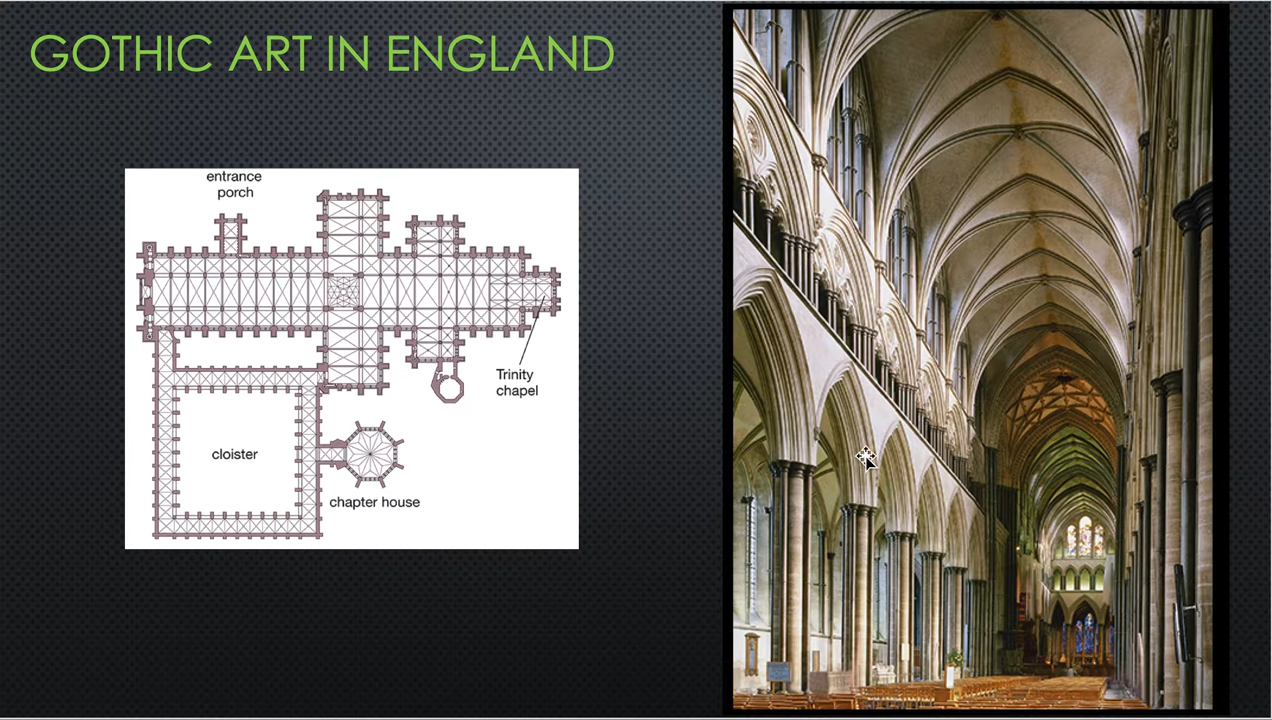 GOTHIC ART IN ENGLAND
entrance
porch
Trinity
chapel
cloister
chapter house